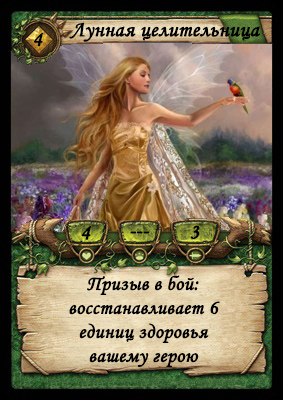 4 Лунная целительница
4 --- 3
Призыв в бой:
восстанавливает 6
единиц здоровья
вашему герою